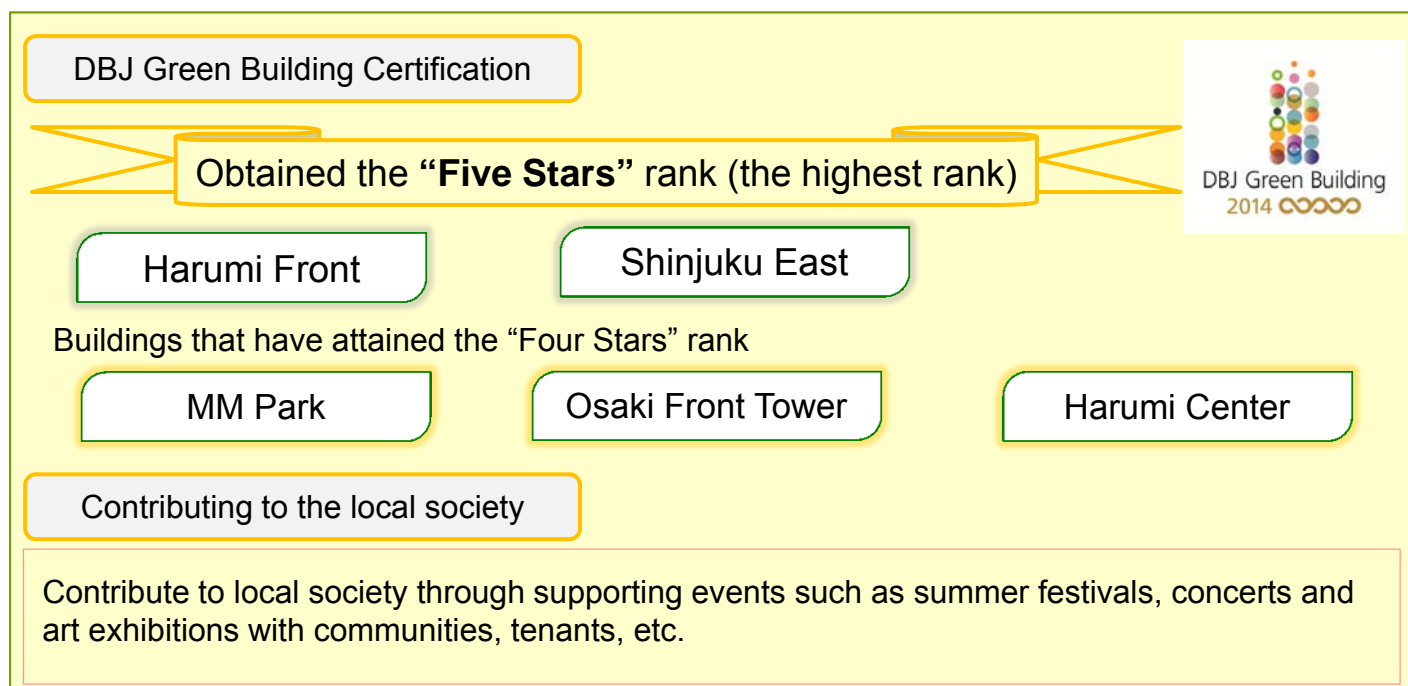 DBJ Green Building Certification
Obtained the “Five Stars” rank (the highest rank)
DBJ Green Building
2014
Harumi Front
Shinjuku East
Buildings that have attained the “Four Stars” rank
MM Park
Osaki Front Tower
Harumi Center
Contributing to the local society
Contribute to local society through supporting events such as summer festivals, concerts and
art exhibitions with communities, tenants, etc.